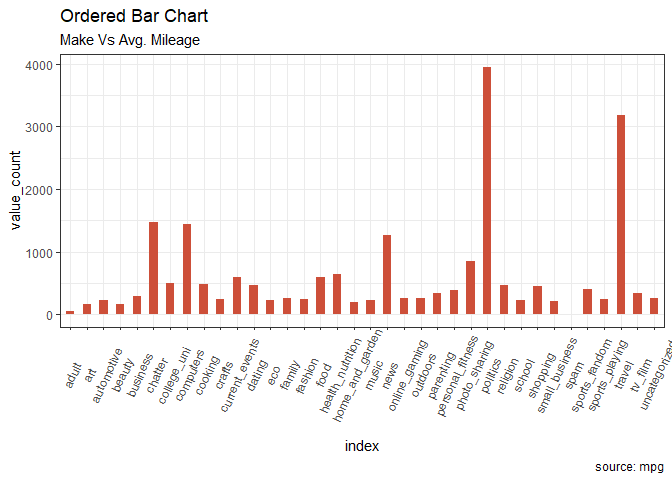 Ordered Bar Chart
Make Vs Avg. Mileage
4000
3000
2000
1000
0
value_count
adult
art
automotive
beauty
business
chatter
college_uni
computers
cooking
crafts
current_events
dating
eco
family
fashion
food
health_nutrition
home_and_garden
music
news
online_gaming
outdoors
parenting
personal_fitness
photo_sharing
politics
religion
school
shopping
small_business
spam
sports_fandom
sports_playing
travel
tv_film
uncategorized
index
source: mpg